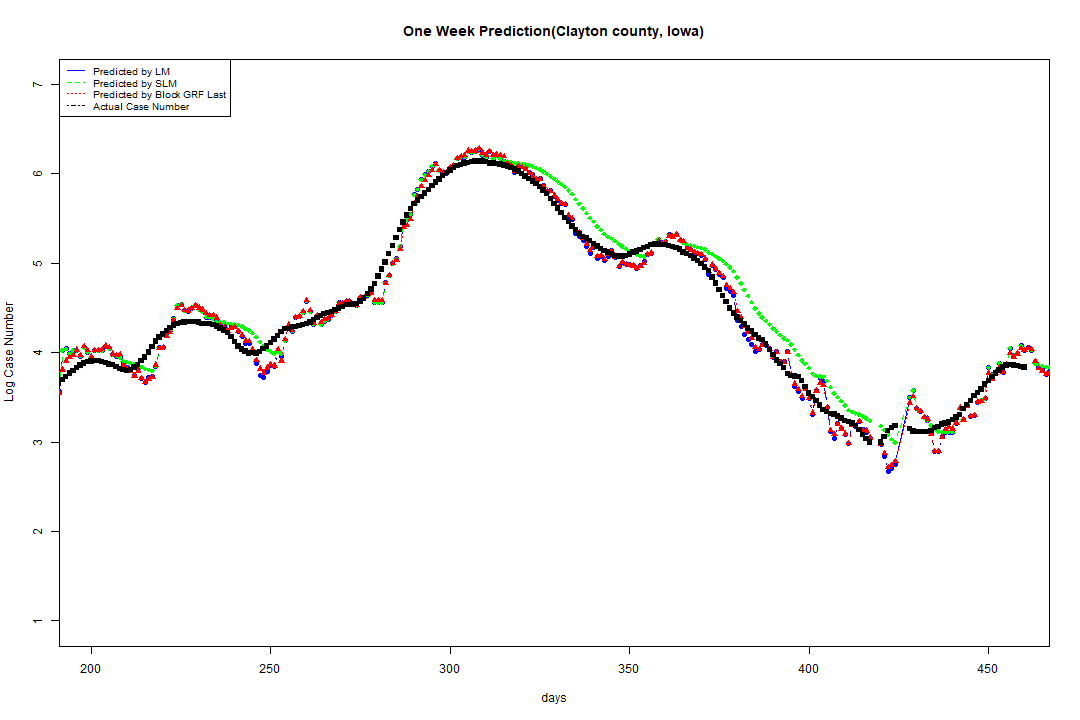 One Week Prediction(Clayton county, Iowa)
Predicted by LM
Predicted by SLM
Predicted by Block GRF Last
Actual Case Number
7
6
5
4
3
2
1
Log Case Number
200
250
300
350
400
450
days